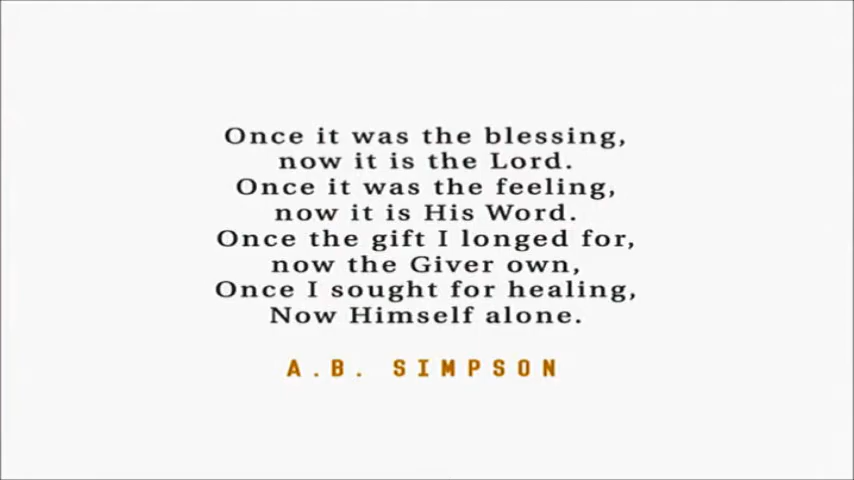 Once it was the blessing,
now it is the Lord.
Once it was the feeling,
now it is His Word.
Once the gift I longed for,
now the Giver own,
Once I sought for healing,
Now Himself alone.
A.B. SIMPSON